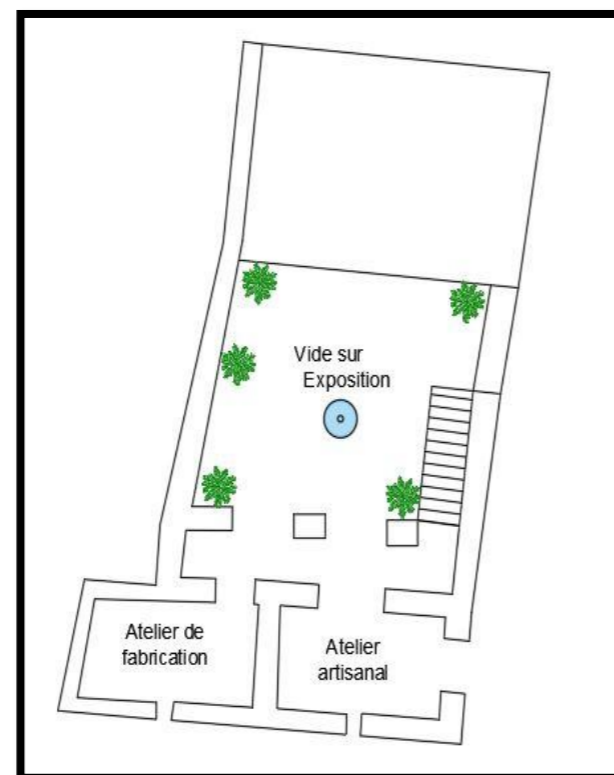 Vide sur
Exposition
Atelier de
fabrication
Atelier
artisanal